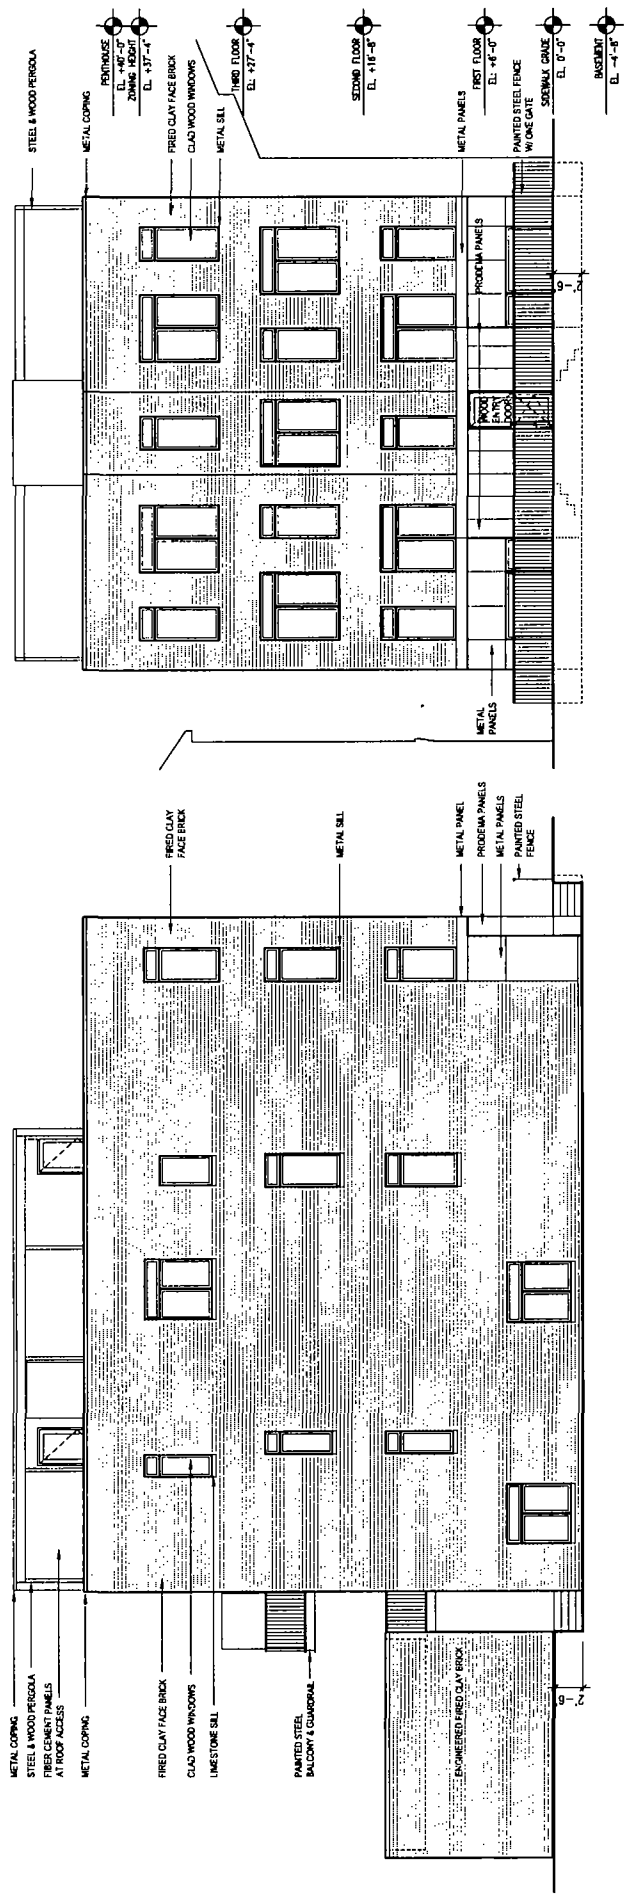 PENTHOUSE
EL. +40'-0"
ZONING HEIGHT
EL. +37'-4"
THIRD FLOOR
EL. +27'-4"
SECOND FLOOR
EL. +16'-8"
FIRST FLOOR
EL: +6'-0"
SIDEWALK GRADE
EL. 0'-0"
BASEMENT
EL. -4'-8"
STEEL & WOOD PERGOLA
METAL COPING
FIRED CLAY FACE BRICK
CLAD WOOD WINDOWS
METAL SILL
METAL PANELS
PRODEMA PANELS
PAINTED STEEL FENCE
W/ ONE GATE
WOOD
ENTRY
DOOR
METAL
PANELS
2'-6"
FIRED CLAY
FACE BRICK
METAL SILL
METAL PANEL
PRODEMA PANELS
METAL PANELS
PAINTED STEEL
FENCE
METAL COPING
STEEL & WOOD PERGOLA
FIBER CEMENT PANELS
AT ROOF ACCESS
METAL COPING
FIRED CLAY FACE BRICK
CLAD WOOD WINDOWS
LIMESTONE SILL
PAINTED STEEL
BALCONY & GUARDRAIL
ENGINEERED FIRED CLAY BRICK
2'-6"